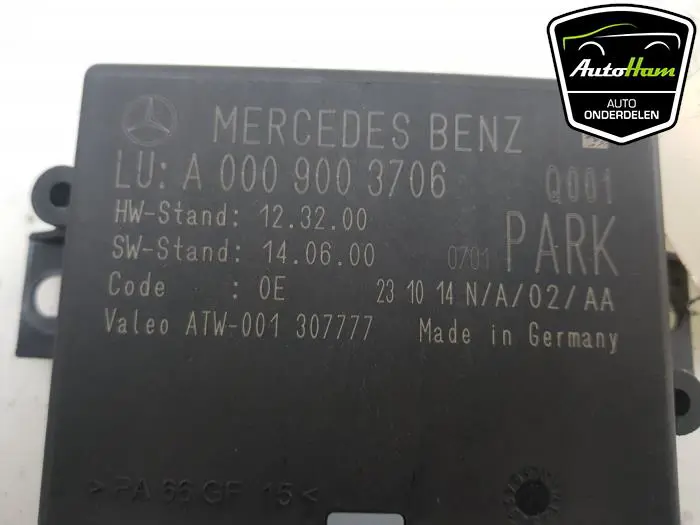 AutoHam
AUTO
ONDERDELEN
MERCEDES BENZ
LU: A 000 900 3706 Q001
HW-Stand: 12.32.00
SW-Stand: 14.06.00 0701 PARK
Code : 0E 23 10 14 N/A/02/AA
Valeo ATW-001 307777 Made in Germany
>PA 66 GF 15<